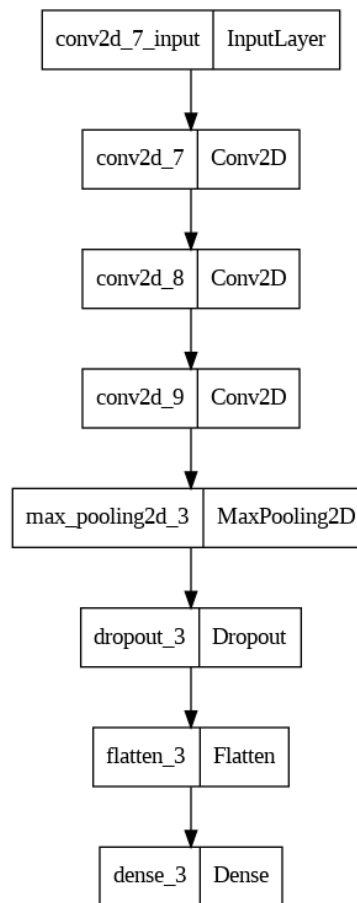 conv2d_7_input InputLayer
conv2d_7 Conv2D
conv2d_8 Conv2D
conv2d_9 Conv2D
max_pooling2d_3 MaxPooling2D
dropout_3 Dropout
flatten_3 Flatten
dense_3 Dense